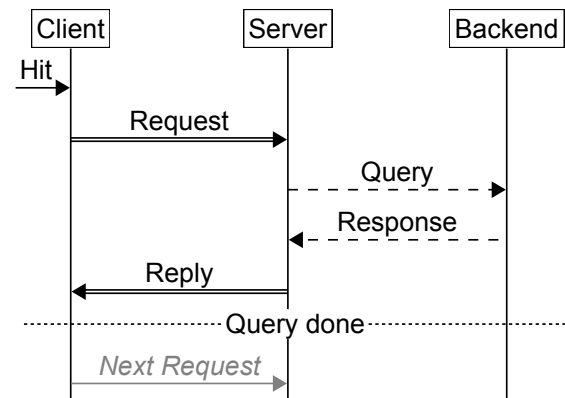 Client Server Backend
Hit
Request
Query
Response
Reply
Query done
Next Request